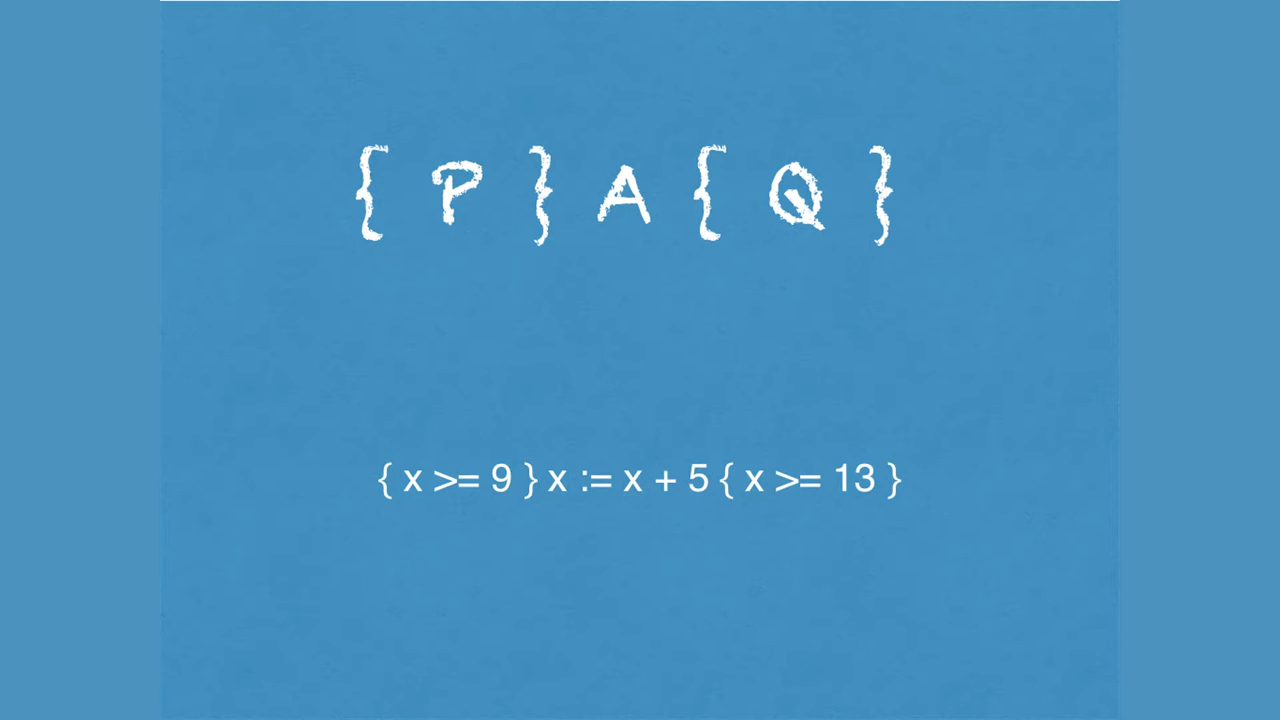 { P } A { Q }
{ x >= 9 } x := x + 5 { x >= 13 }